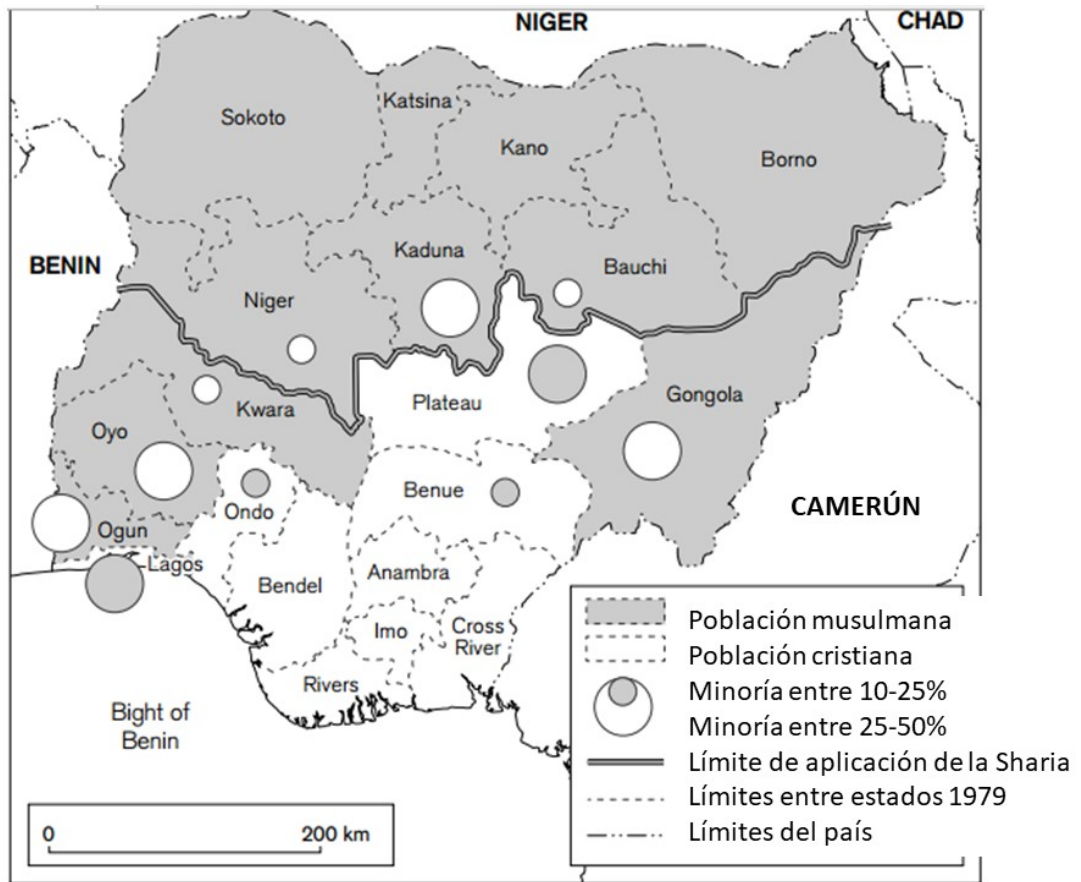 NIGER
CHAD
Katsina
Sokoto
Kano
Borno
Kaduna
BENIN
Bauchi
Niger
Gongola
Plateau
Kwara
Oyo
Benue
CAMERÚN
Ondo
Ogun
Lagos
Anambra
Bendel
Imo
Cross
River
Rivers
Bight of
Benin
Población musulmana
Población cristiana
Minoría entre 10-25%
Minoría entre 25-50%
Límite de aplicación de la Sharia
Límites entre estados 1979
Límites del país
0 200 km